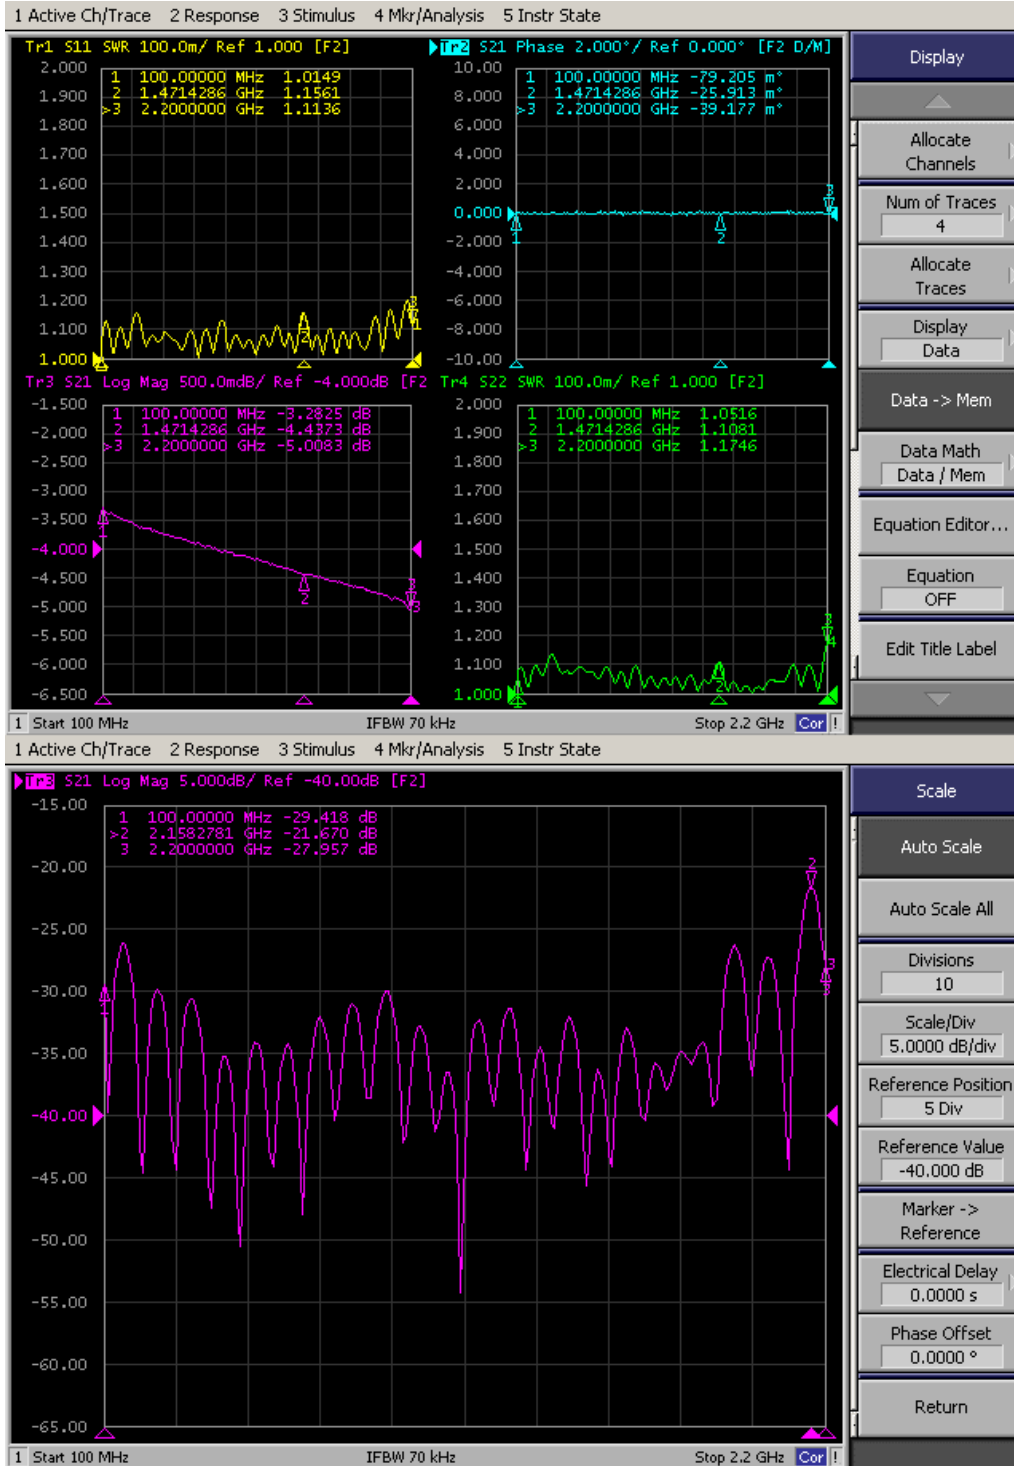 1 Active Ch/Trace 2 Response 3 Stimulus 4 Mkr/Analysis 5 Instr State
Tr1 S11 SWR 100.0m/ Ref 1.000 [F2]
2.000
1.900
1.800
1.700
1.600
1.500
1.400
1.300
1.200
1.100
1.000
1 100.00000 MHz 1.0149
2 1.4714286 GHz 1.1561
>3 2.2000000 GHz 1.1136
2
3
1
Tr2 S21 Phase 2.000°/ Ref 0.000° [F2 D/M]
10.00
8.000
6.000
4.000
2.000
0.000
-2.000
-4.000
-6.000
-8.000
-10.00
1 100.00000 MHz -79.205 m°
2 1.4714286 GHz -25.913 m°
>3 2.2000000 GHz -39.177 m°
1
2
3
Tr3 S21 Log Mag 500.0mdB/ Ref -4.000dB [F2
-1.500
-2.000
-2.500
-3.000
-3.500
-4.000
-4.500
-5.000
-5.500
-6.000
-6.500
1 100.00000 MHz -3.2825 dB
2 1.4714286 GHz -4.4373 dB
>3 2.2000000 GHz -5.0083 dB
1
2
3
3
Tr4 S22 SWR 100.0m/ Ref 1.000 [F2]
2.000
1.900
1.800
1.700
1.600
1.500
1.400
1.300
1.200
1.100
1.000
1 100.00000 MHz 1.0516
2 1.4714286 GHz 1.1081
>3 2.2000000 GHz 1.1746
2
3
4
1 Start 100 MHz IFBW 70 kHz Stop 2.2 GHz Cor !
Display
Allocate
Channels
Num of Traces
4
Allocate
Traces
Display
Data
Data -> Mem
Data Math
Data / Mem
Equation Editor...
Equation
OFF
Edit Title Label
1 Active Ch/Trace 2 Response 3 Stimulus 4 Mkr/Analysis 5 Instr State
Tr3 S21 Log Mag 5.000dB/ Ref -40.00dB [F2]
-15.00
-20.00
-25.00
-30.00
-35.00
-40.00
-45.00
-50.00
-55.00
-60.00
-65.00
1 100.00000 MHz -29.418 dB
>2 2.1582781 GHz -21.670 dB
3 2.2000000 GHz -27.957 dB
1
2
3
1 Start 100 MHz IFBW 70 kHz Stop 2.2 GHz Cor !
Scale
Auto Scale
Auto Scale All
Divisions
10
Scale/Div
5.0000 dB/div
Reference Position
5 Div
Reference Value
-40.000 dB
Marker ->
Reference
Electrical Delay
0.0000 s
Phase Offset
0.0000 °
Return